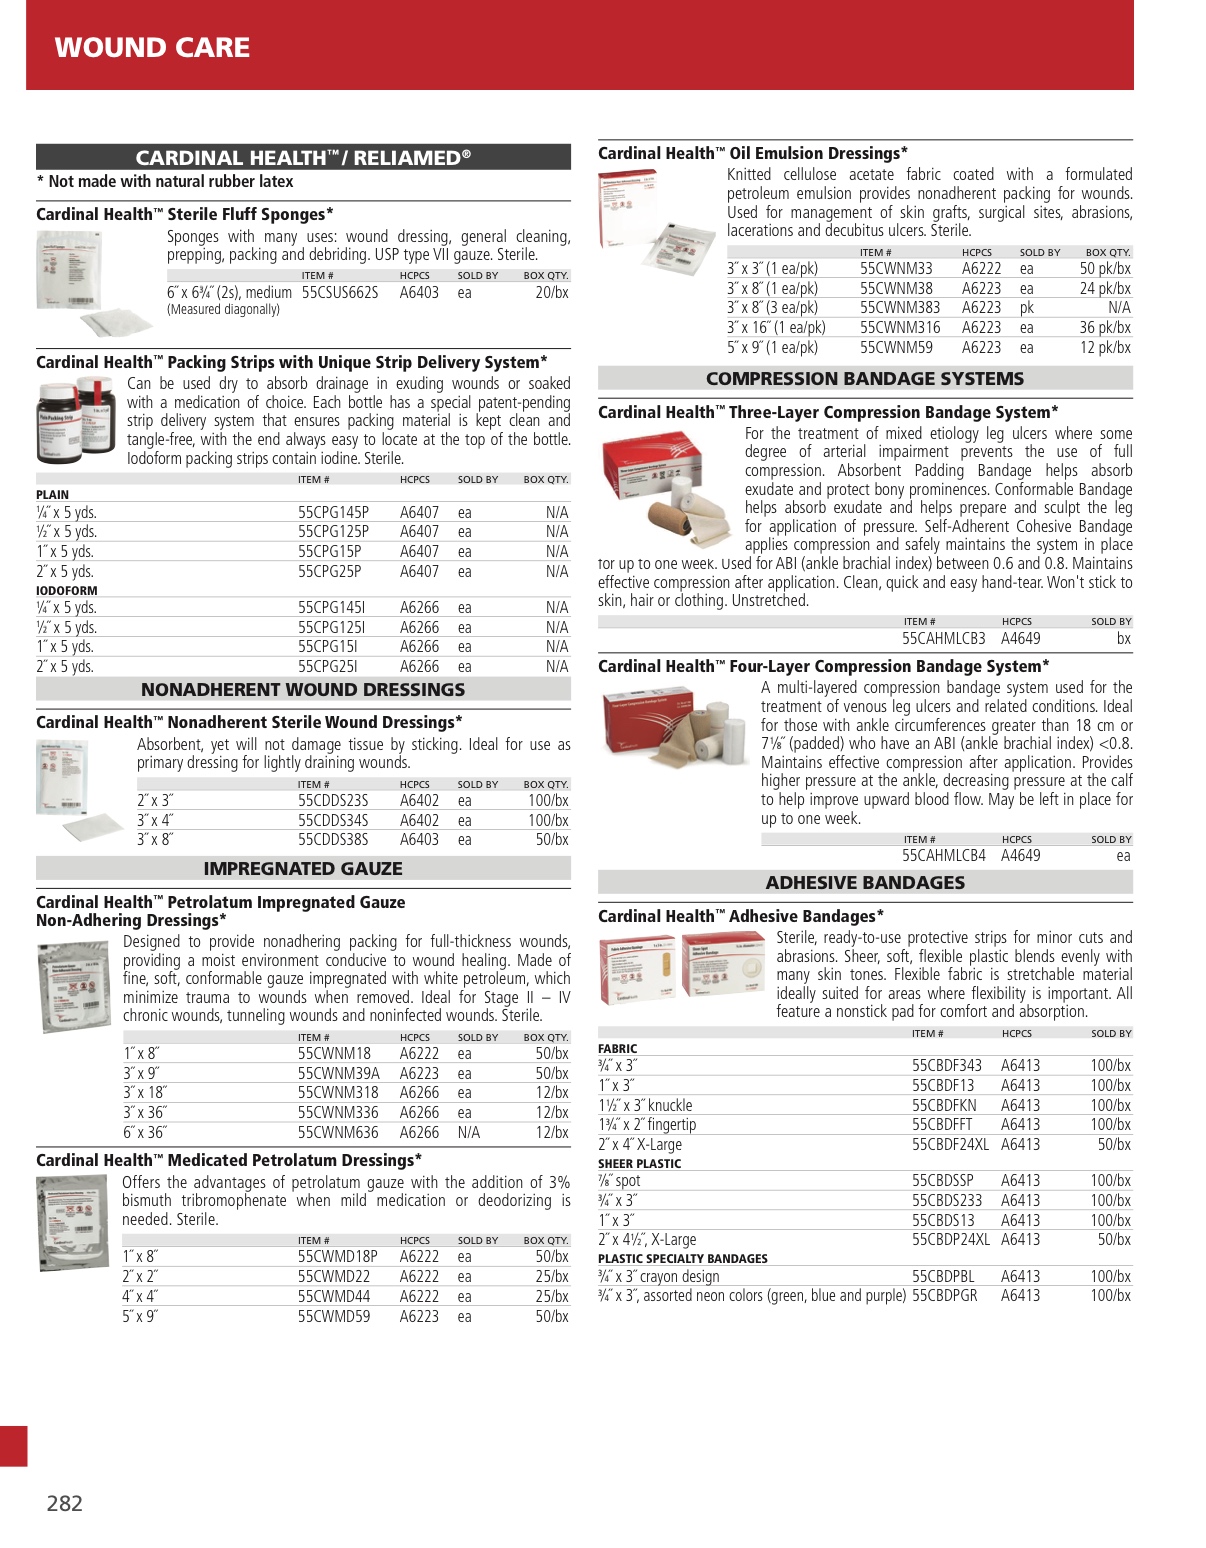 WOUND CARE
CARDINAL HEALTH™ / RELIAMED®
* Not made with natural rubber latex
Cardinal Health™ Sterile Fluff Sponges*
Sponges with many uses: wound dressing, general cleaning,
prepping, packing and debriding. USP type VII gauze. Sterile.
ITEM # HCPCS SOLD BY BOX QTY.
6˝ x 6¾˝ (2s), medium 55CSUS662S A6403 ea 20/bx
(Measured diagonally)
Cardinal Health™ Packing Strips with Unique Strip Delivery System*
Can be used dry to absorb drainage in exuding wounds or soaked
with a medication of choice. Each bottle has a special patent-pending
strip delivery system that ensures packing material is kept clean and
tangle-free, with the end always easy to locate at the top of the bottle.
Iodoform packing strips contain iodine. Sterile.
ITEM # HCPCS SOLD BY BOX QTY.
PLAIN
¼˝ x 5 yds. 55CPG145P A6407 ea N/A
½˝ x 5 yds. 55CPG125P A6407 ea N/A
1˝ x 5 yds. 55CPG15P A6407 ea N/A
2˝ x 5 yds. 55CPG25P A6407 ea N/A
IODOFORM
¼˝ x 5 yds. 55CPG145I A6266 ea N/A
½˝ x 5 yds. 55CPG125I A6266 ea N/A
1˝ x 5 yds. 55CPG15I A6266 ea N/A
2˝ x 5 yds. 55CPG25I A6266 ea N/A
NONADHERENT WOUND DRESSINGS
Cardinal Health™ Nonadherent Sterile Wound Dressings*
Absorbent, yet will not damage tissue by sticking. Ideal for use as
primary dressing for lightly draining wounds.
ITEM # HCPCS SOLD BY BOX QTY.
2˝ x 3˝ 55CDDS23S A6402 ea 100/bx
3˝ x 4˝ 55CDDS34S A6402 ea 100/bx
3˝ x 8˝ 55CDDS38S A6403 ea 50/bx
IMPREGNATED GAUZE
Cardinal Health™ Petrolatum Impregnated Gauze
Non-Adhering Dressings*
Designed to provide nonadhering packing for full-thickness wounds,
providing a moist environment conducive to wound healing. Made of
fine, soft, conformable gauze impregnated with white petroleum, which
minimize trauma to wounds when removed. Ideal for Stage II – IV
chronic wounds, tunneling wounds and noninfected wounds. Sterile.
ITEM # HCPCS SOLD BY BOX QTY.
1˝ x 8˝ 55CWNM18 A6222 ea 50/bx
3˝ x 9˝ 55CWNM39A A6223 ea 50/bx
3˝ x 18˝ 55CWNM318 A6266 ea 12/bx
3˝ x 36˝ 55CWNM336 A6266 ea 12/bx
6˝ x 36˝ 55CWNM636 A6266 N/A 12/bx
Cardinal Health™ Medicated Petrolatum Dressings*
Offers the advantages of petrolatum gauze with the addition of 3%
bismuth tribromophenate when mild medication or deodorizing is
needed. Sterile.
ITEM # HCPCS SOLD BY BOX QTY.
1˝ x 8˝ 55CWMD18P A6222 ea 50/bx
2˝ x 2˝ 55CWMD22 A6222 ea 25/bx
4˝ x 4˝ 55CWMD44 A6222 ea 25/bx
5˝ x 9˝ 55CWMD59 A6223 ea 50/bx
Cardinal Health™ Oil Emulsion Dressings*
Knitted cellulose acetate fabric coated with a formulated
petroleum emulsion provides nonadherent packing for wounds.
Used for management of skin grafts, surgical sites, abrasions,
lacerations and decubitus ulcers. Sterile.
ITEM # HCPCS SOLD BY BOX QTY.
3˝ x 3˝ (1 ea/pk) 55CWNM33 A6222 ea 50 pk/bx
3˝ x 8˝ (1 ea/pk) 55CWNM38 A6223 ea 24 pk/bx
3˝ x 8˝ (3 ea/pk) 55CWNM383 A6223 pk N/A
3˝ x 16˝ (1 ea/pk) 55CWNM316 A6223 ea 36 pk/bx
5˝ x 9˝ (1 ea/pk) 55CWNM59 A6223 ea 12 pk/bx
COMPRESSION BANDAGE SYSTEMS
Cardinal Health™ Three-Layer Compression Bandage System*
For the treatment of mixed etiology leg ulcers where some
degree of arterial impairment prevents the use of full
compression. Absorbent Padding Bandage helps absorb
exudate and protect bony prominences. Conformable Bandage
helps absorb exudate and helps prepare and sculpt the leg
for application of pressure. Self-Adherent Cohesive Bandage
applies compression and safely maintains the system in place
for up to one week. Used for ABI (ankle brachial index) between 0.6 and 0.8. Maintains
effective compression after application. Clean, quick and easy hand-tear. Won't stick to
skin, hair or clothing. Unstretched.
ITEM # HCPCS SOLD BY
55CAHMLCB3 A4649 bx
Cardinal Health™ Four-Layer Compression Bandage System*
A multi-layered compression bandage system used for the
treatment of venous leg ulcers and related conditions. Ideal
for those with ankle circumferences greater than 18 cm or
7⅛˝ (padded) who have an ABI (ankle brachial index) <0.8.
Maintains effective compression after application. Provides
higher pressure at the ankle, decreasing pressure at the calf
to help improve upward blood flow. May be left in place for
up to one week.
ITEM # HCPCS SOLD BY
55CAHMLCB4 A4649 ea
ADHESIVE BANDAGES
Cardinal Health™ Adhesive Bandages*
Sterile, ready-to-use protective strips for minor cuts and
abrasions. Sheer, soft, flexible plastic blends evenly with
many skin tones. Flexible fabric is stretchable material
ideally suited for areas where flexibility is important. All
feature a nonstick pad for comfort and absorption.
ITEM # HCPCS SOLD BY
FABRIC
¾˝ x 3˝ 55CBDF343 A6413 100/bx
1˝ x 3˝ 55CBDF13 A6413 100/bx
1½˝ x 3˝ knuckle 55CBDFKN A6413 100/bx
1¾˝ x 2˝ fingertip 55CBDFFT A6413 100/bx
2˝ x 4˝ X-Large 55CBDF24XL A6413 50/bx
SHEER PLASTIC
⅞˝ spot 55CBDSSP A6413 100/bx
¾˝ x 3˝ 55CBDS233 A6413 100/bx
1˝ x 3˝ 55CBDS13 A6413 100/bx
2˝ x 4½˝, X-Large 55CBDP24XL A6413 50/bx
PLASTIC SPECIALTY BANDAGES
¾˝ x 3˝ crayon design 55CBDPBL A6413 100/bx
¾˝ x 3˝, assorted neon colors (green, blue and purple) 55CBDPGR A6413 100/bx
282